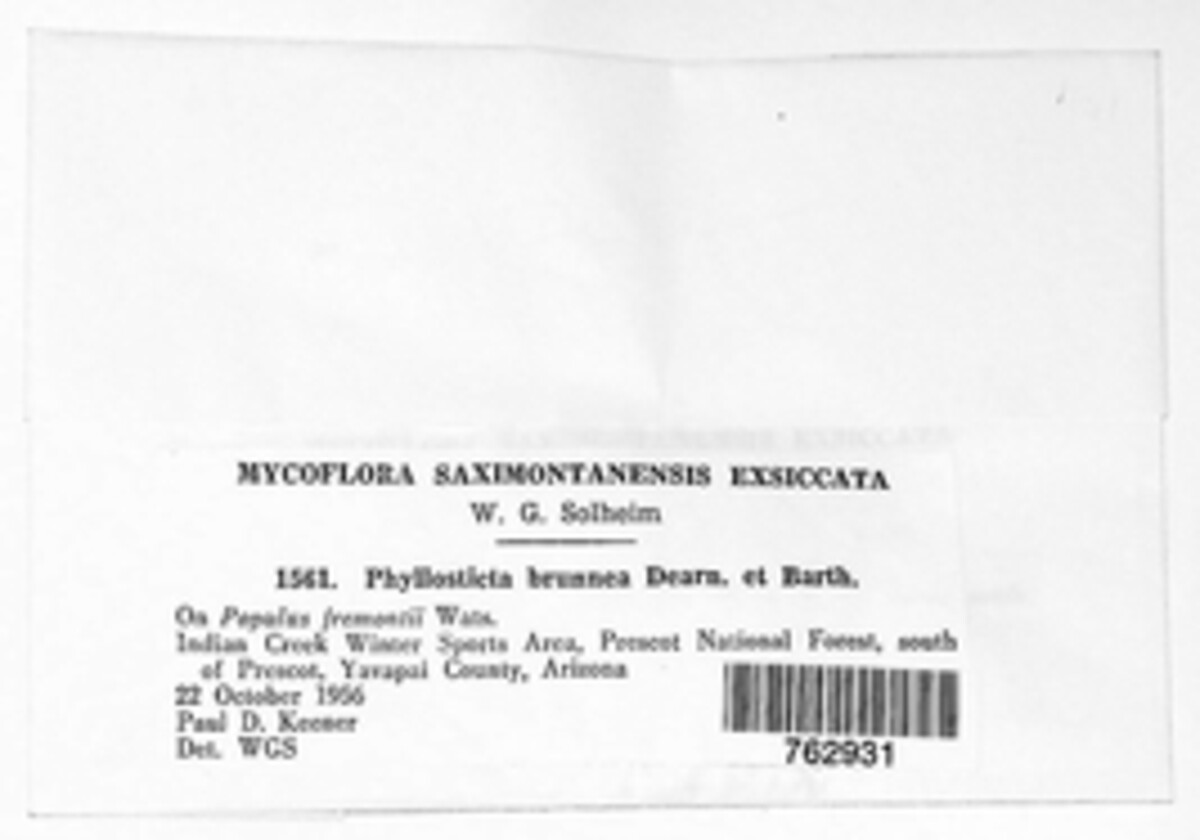 MYCOFLORA SAXIMONTANENSIS EXSICCATA
W. G. Solheim
1561. Phyllosticta brunnea Dearn. et Barth.
On Populus fremontii Wats.
Indian Creek Winter Sports Area, Prescot National Forest, south
of Prescot, Yavapai County, Arizona
22 October 1956
Paul D. Keener
Det. WGS
762931